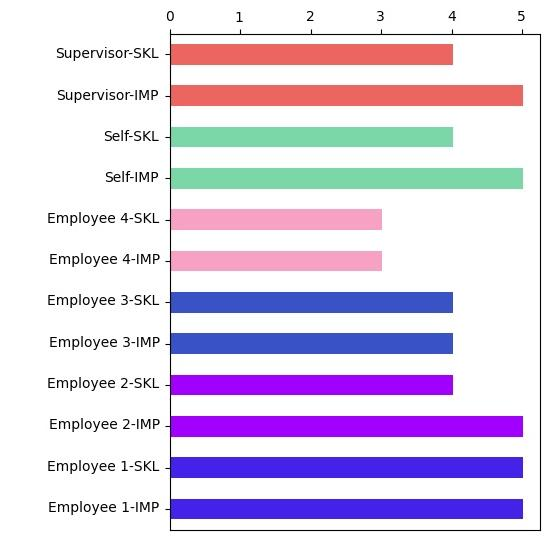 0 1 2 3 4 5
Supervisor-SKL
Supervisor-IMP
Self-SKL
Self-IMP
Employee 4-SKL
Employee 4-IMP
Employee 3-SKL
Employee 3-IMP
Employee 2-SKL
Employee 2-IMP
Employee 1-SKL
Employee 1-IMP